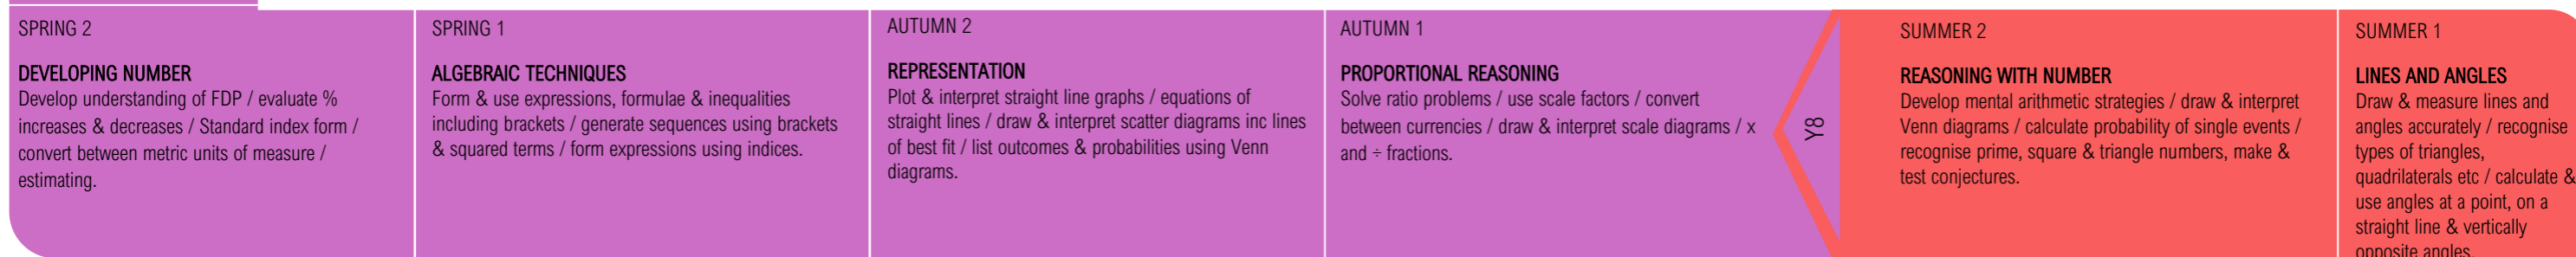 SPRING 2
DEVELOPING NUMBER
Develop understanding of FDP / evaluate %
increases & decreases / Standard index form /
convert between metric units of measure /
estimating.
SPRING 1
ALGEBRAIC TECHNIQUES
Form & use expressions, formulae & inequalities
including brackets / generate sequences using brackets
& squared terms / form expressions using indices.
AUTUMN 2
REPRESENTATION
Plot & interpret straight line graphs / equations of
straight lines / draw & interpret scatter diagrams inc lines
of best fit / list outcomes & probabilities using Venn
diagrams.
AUTUMN 1
PROPORTIONAL REASONING
Solve ratio problems / use scale factors / convert
between currencies / draw & interpret scale diagrams / x
and ÷ fractions.
Y8
SUMMER 2
REASONING WITH NUMBER
Develop mental arithmetic strategies / draw & interpret
Venn diagrams / calculate probability of single events /
recognise prime, square & triangle numbers, make &
test conjectures.
SUMMER 1
LINES AND ANGLES
Draw & measure lines and
angles accurately / recognise
types of triangles,
quadrilaterals etc / calculate &
use angles at a point, on a
straight line & vertically
opposite angles.